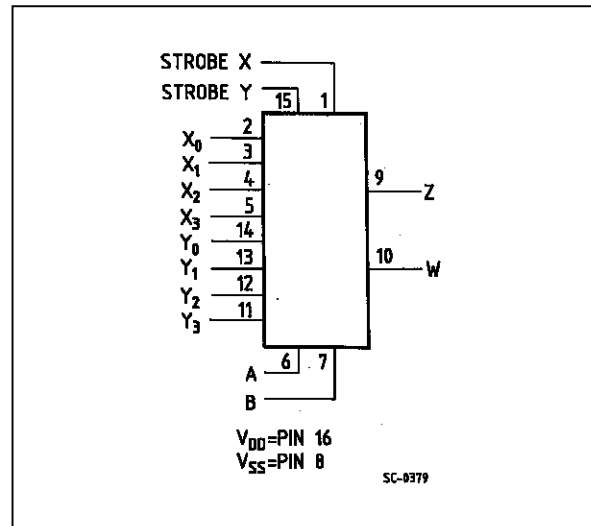 STROBE X
STROBE Y
15 1
X0 2
X1 3
X2 4
X3 5
Y0 14
Y1 13
Y2 12
Y3 11
9 Z
10 W
6 7
A
B
VDD=PIN 16
VSS=PIN 8
SC-0379